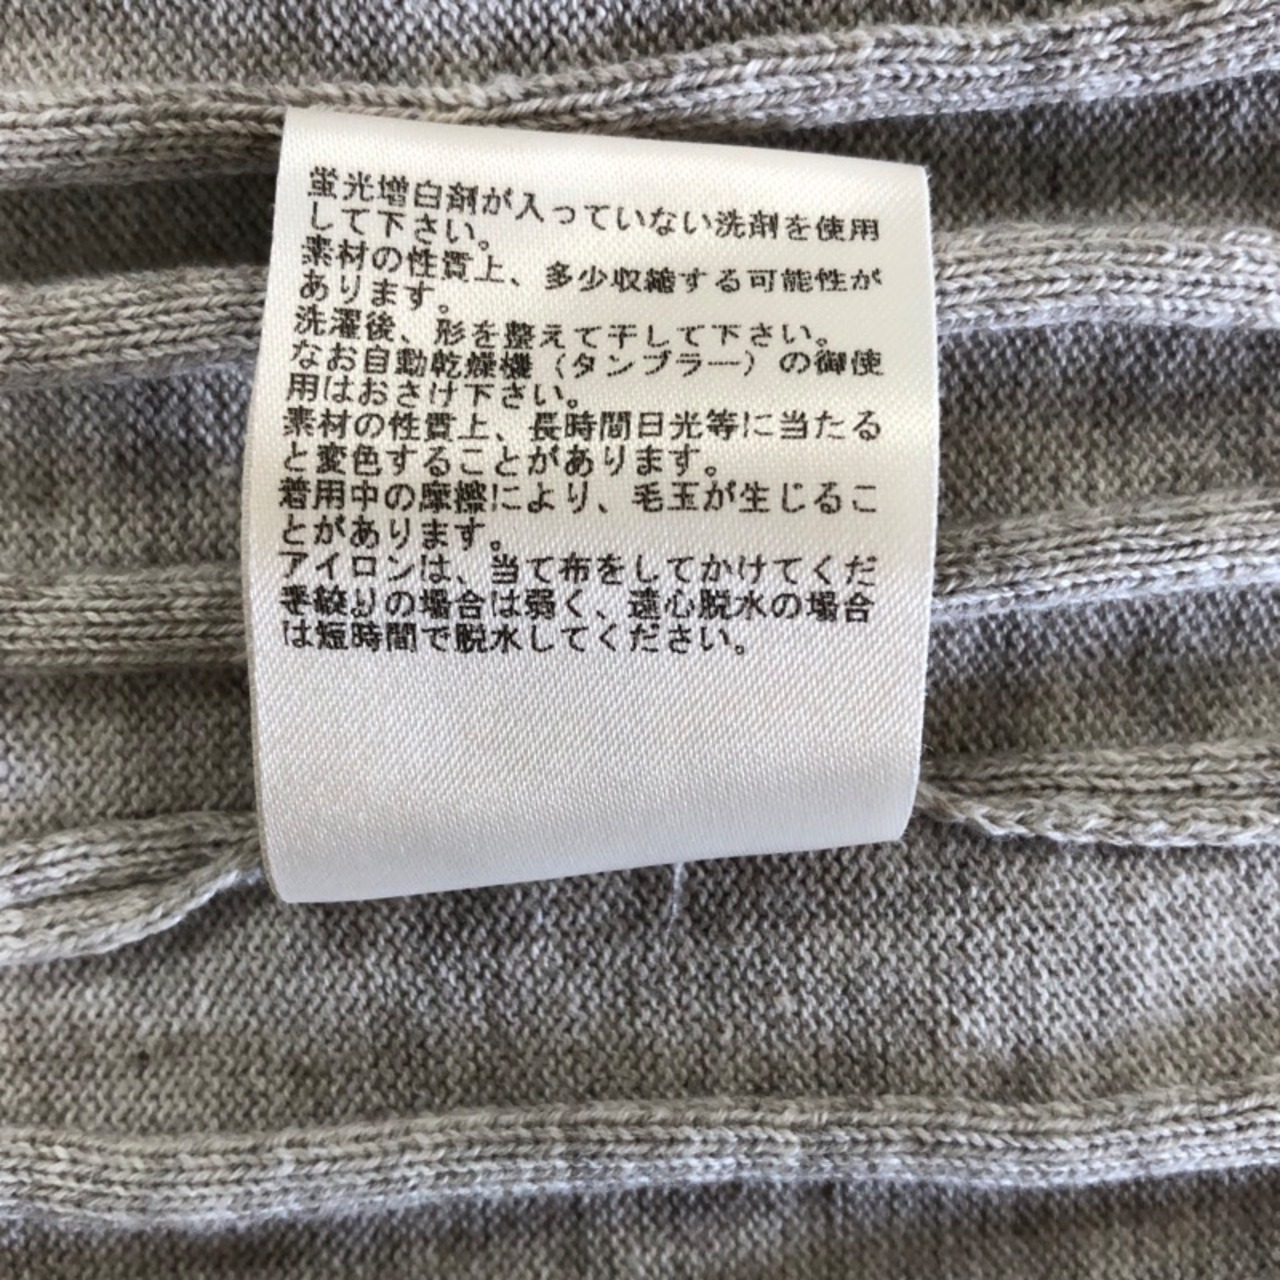 蛍光増白剤が入っていない洗剤を使用
して下さい。
素材の性質上、多少収縮する可能性が
あります。
洗濯後、形を整えて干して下さい。
なお自動乾燥機（タンブラー）の御使
用はおさけ下さい。
素材の性質上、長時間日光等に当たる
と変色することがあります。
着用中の摩擦により、毛玉が生じるこ
とがあります。
アイロンは、当て布をしてかけてくだ
手絞りの場合は弱く、遠心脱水の場合
は短時間で脱水してください。